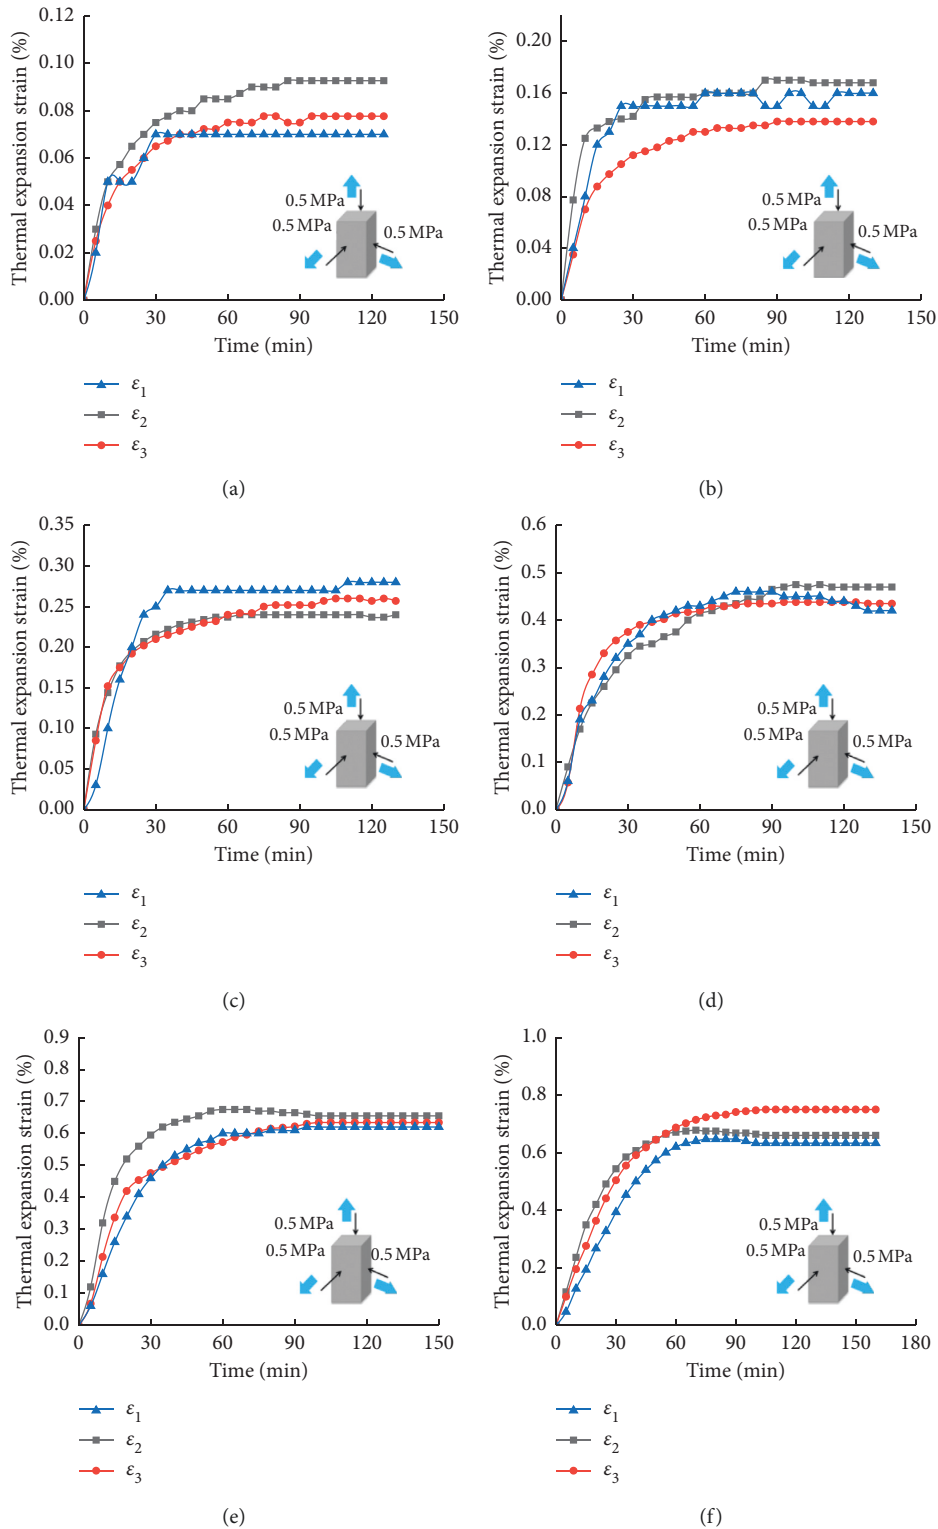 Thermal expansion strain (%)
0.12
0.10
0.08
0.06
0.04
0.02
0.00
0 30 60 90 120 150
Time (min)
0.5 MPa
0.5 MPa
0.5 MPa
ε1
ε2
ε3
(a)
Thermal expansion strain (%)
0.20
0.16
0.12
0.08
0.04
0.00
0 30 60 90 120 150
Time (min)
0.5 MPa
0.5 MPa
0.5 MPa
ε1
ε2
ε3
(b)
Thermal expansion strain (%)
0.35
0.30
0.25
0.20
0.15
0.10
0.05
0.00
0 30 60 90 120 150
Time (min)
0.5 MPa
0.5 MPa
0.5 MPa
ε1
ε2
ε3
(c)
Thermal expansion strain (%)
0.6
0.5
0.4
0.3
0.2
0.1
0.0
0 30 60 90 120 150
Time (min)
0.5 MPa
0.5 MPa
0.5 MPa
ε1
ε2
ε3
(d)
Thermal expansion strain (%)
0.9
0.8
0.7
0.6
0.5
0.4
0.3
0.2
0.1
0.0
0 30 60 90 120 150
Time (min)
0.5 MPa
0.5 MPa
0.5 MPa
ε1
ε2
ε3
(e)
Thermal expansion strain (%)
1.0
0.8
0.6
0.4
0.2
0.0
0 30 60 90 120 150 180
Time (min)
0.5 MPa
0.5 MPa
0.5 MPa
ε1
ε2
ε3
(f)